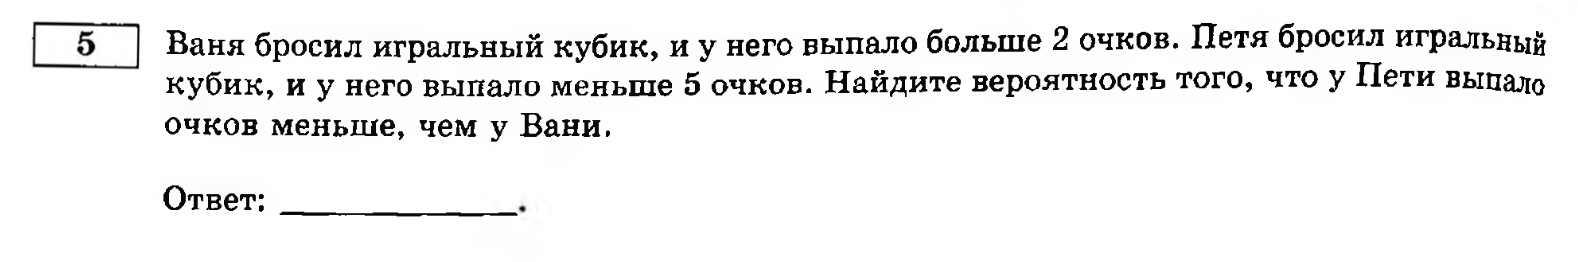 5
Ваня бросил игральный кубик, и у него выпало больше 2 очков. Петя бросил игральный
кубик, и у него выпало меньше 5 очков. Найдите вероятность того, что у Пети выпало
очков меньше, чем у Вани.
Ответ: ______________.